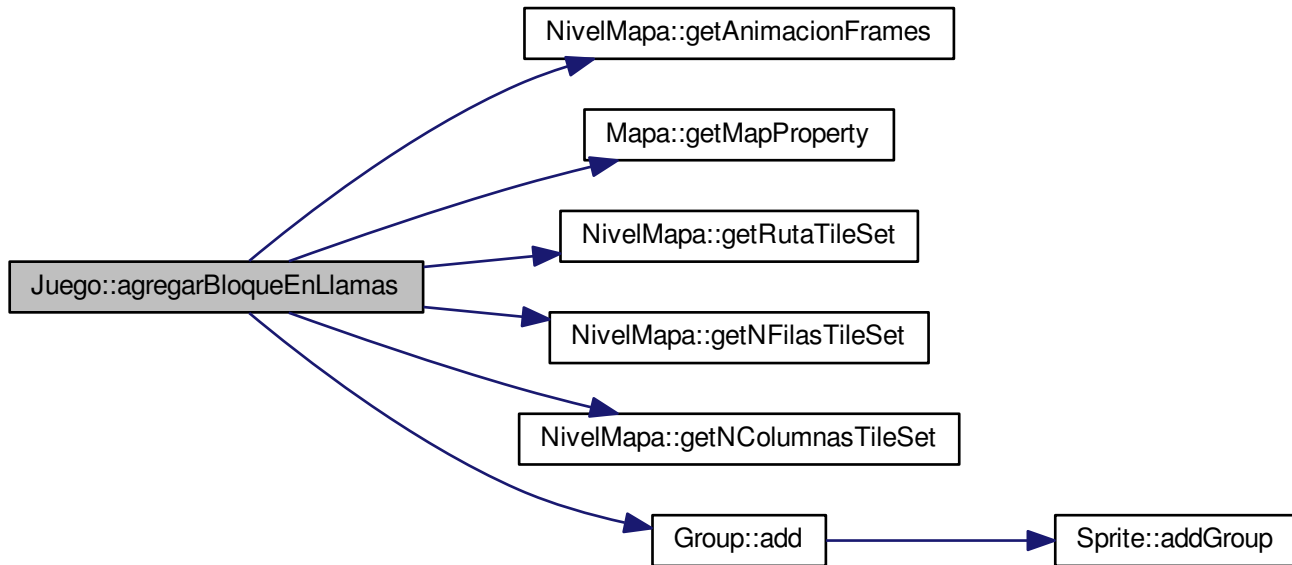 NivelMapa::getAnimacionFrames
Mapa::getMapProperty
NivelMapa::getRutaTileSet
Juego::agregarBloqueEnLlamas
NivelMapa::getNFilasTileSet
NivelMapa::getNColumnasTileSet
Group::add
Sprite::addGroup